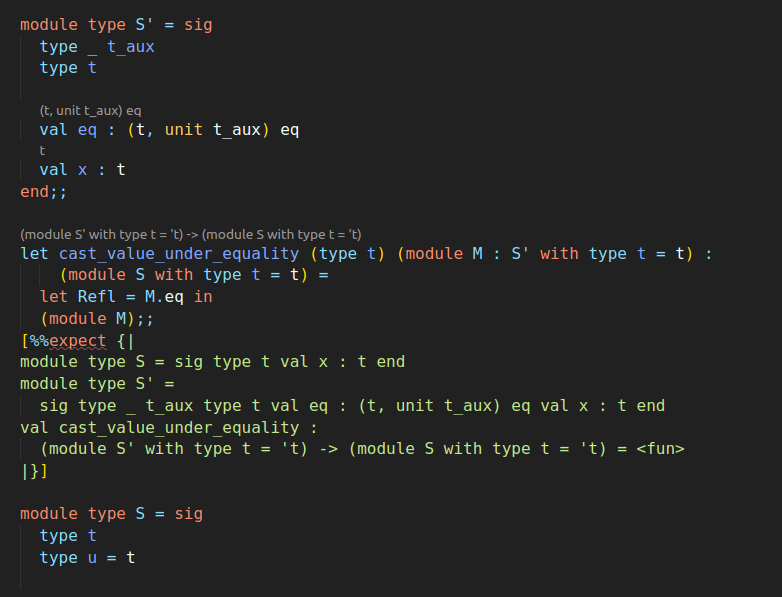 module type S' = sig
  type _ t_aux
  type t

  (t, unit t_aux) eq
  val eq : (t, unit t_aux) eq
  t
  val x : t
end;;

(module S' with type t = 't) -> (module S with type t = 't)
let cast_value_under_equality (type t) (module M : S' with type t = t) :
    (module S with type t = t) =
  let Refl = M.eq in
  (module M);;
[%%expect {|
module type S = sig type t val x : t end
module type S' =
  sig type _ t_aux type t val eq : (t, unit t_aux) eq val x : t end
val cast_value_under_equality :
  (module S' with type t = 't) -> (module S with type t = 't) = <fun>
|}]

module type S = sig
  type t
  type u = t